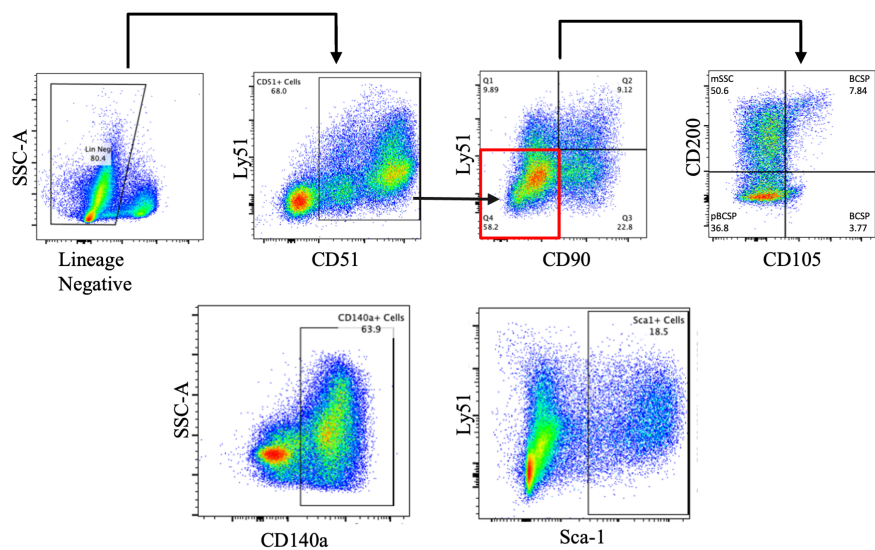 SSC-A
Lin Neg
80.4
Lineage
Negative
Ly51
CD51+ Cells
68.0
CD51
Ly51
Q1
9.89
Q2
9.12
Q4
58.2
Q3
22.8
CD90
CD200
mSSC
50.6
BCSP
7.84
pBCSP
36.8
BCSP
3.77
CD105
SSC-A
CD140a+ Cells
63.9
CD140a
Ly51
Sca1+ Cells
18.5
Sca-1